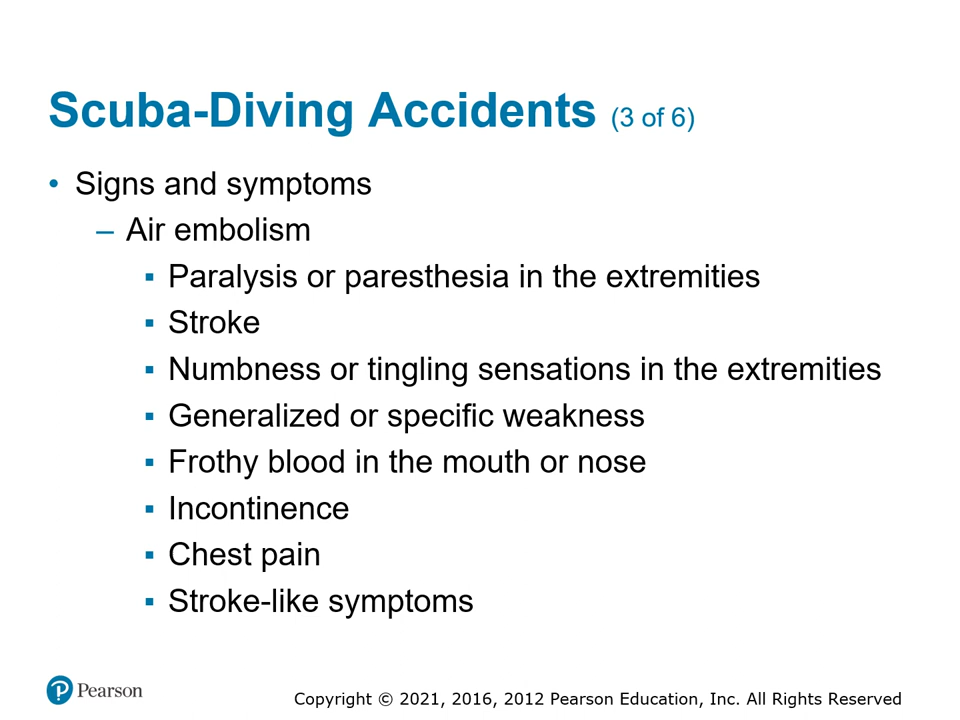 Scuba-Diving Accidents (3 of 6)
• Signs and symptoms
– Air embolism
▪ Paralysis or paresthesia in the extremities
▪ Stroke
▪ Numbness or tingling sensations in the extremities
▪ Generalized or specific weakness
▪ Frothy blood in the mouth or nose
▪ Incontinence
▪ Chest pain
▪ Stroke-like symptoms
Pearson
Copyright © 2021, 2016, 2012 Pearson Education, Inc. All Rights Reserved